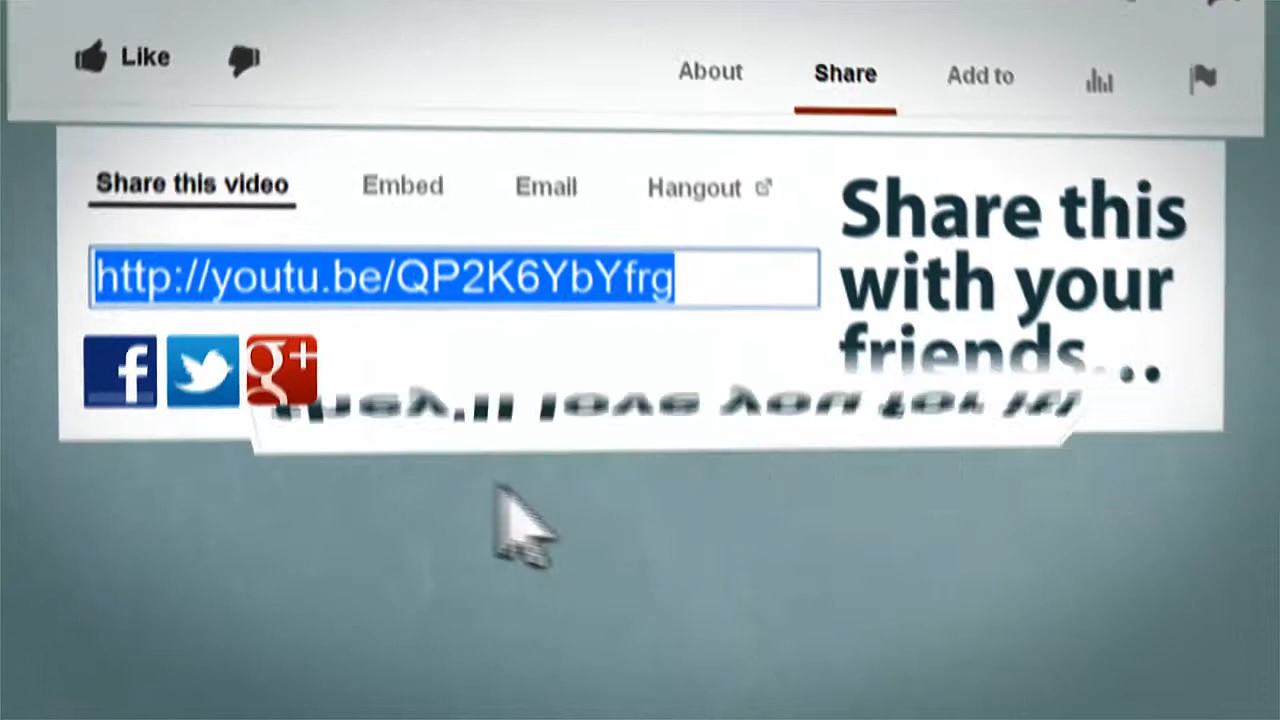 Like
About Share Add to
Share this video Embed Email Hangout
http://youtu.be/QP2K6YbYfrg
f g+
Share this
with your
friends...